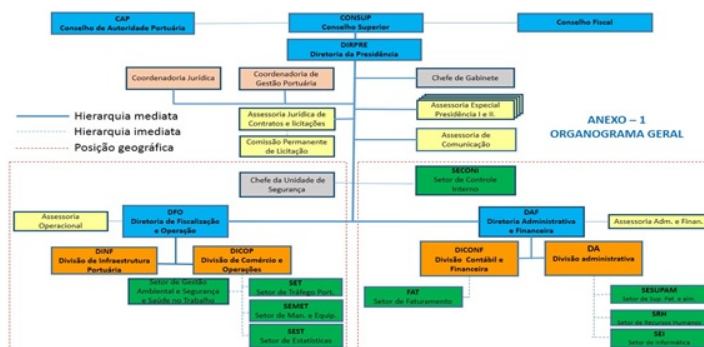 CAP
Conselho de Autoridade Portuária
CONSUP
Conselho Superior
Conselho Fiscal
DIRPRE
Diretoria da Presidência
Coordenadoria Jurídica
Coordenadoria de
Gestão Portuária
Chefe de Gabinete
Assessoria Jurídica de
Contratos e licitações
Assessoria Especial
Presidência I e II.
Comissão Permanente
de Licitação
Assessoria de
Comunicação
Hierarquia mediata
Hierarquia imediata
Posição geográfica
ANEXO – 1
ORGANOGRAMA GERAL
Chefe da Unidade de
Segurança
SECONI
Setor de Controle
Interno
Assessoria
Operacional
DFO
Diretoria de Fiscalização
e Operação
DAF
Diretoria Administrativa
e Financeira
Assessoria Adm. e Finan.
DINF
Divisão de Infraestrutura
Portuária
DICOP
Divisão de Comércio e
Operações
DICONF
Divisão Contábil e
Financeira
DA
Divisão administrativa
Setor de Gestão
Ambiental e Segurança
e Saúde no Trabalho
SET
Setor de Tráfego Port.
SEMET
Setor de Man. e Equip.
SEST
Setor de Estatísticas
FAT
Setor de Faturamento
SESUPAM
Setor de Sup. Pat. e
SRH
Setor de Recursos Humanos
SEI
Setor de Informática